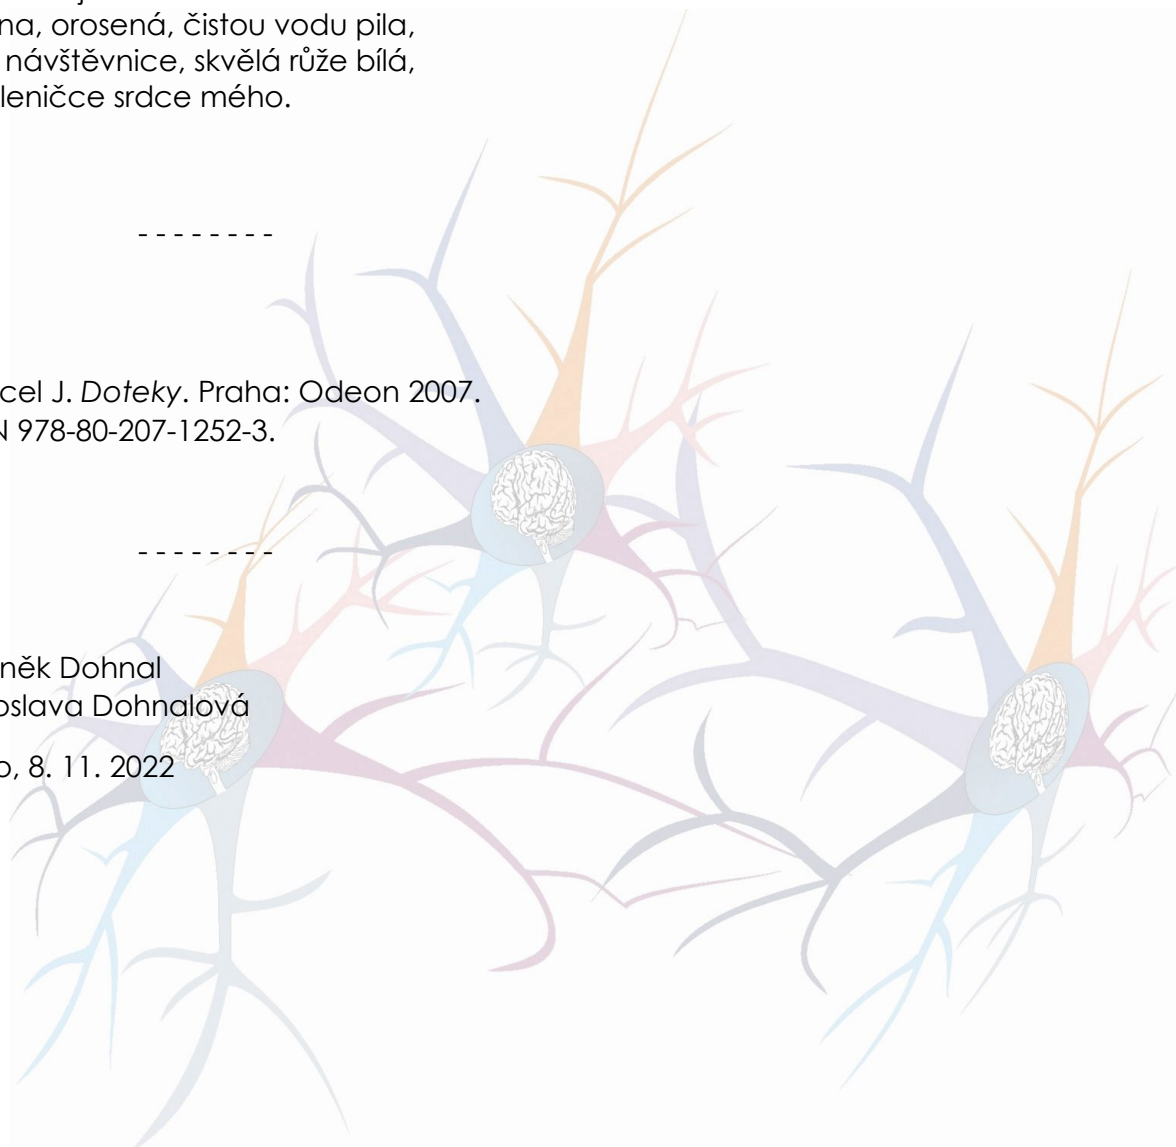 na, orosená, čistou vodu pila,
návštěvnice, skvělá růže bílá,
leničce srdce mého.
- - - - - - - -
cel J. Doteky. Praha: Odeon 2007.
N 978-80-207-1252-3.
- - - - - - - -
něk Dohnal
oslava Dohnalová
o, 8. 11. 2022